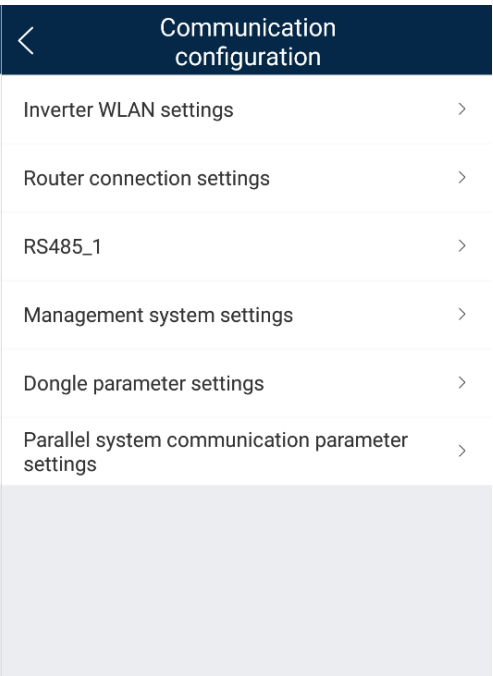 Communication
configuration
Inverter WLAN settings
Router connection settings
RS485_1
Management system settings
Dongle parameter settings
Parallel system communication parameter
settings